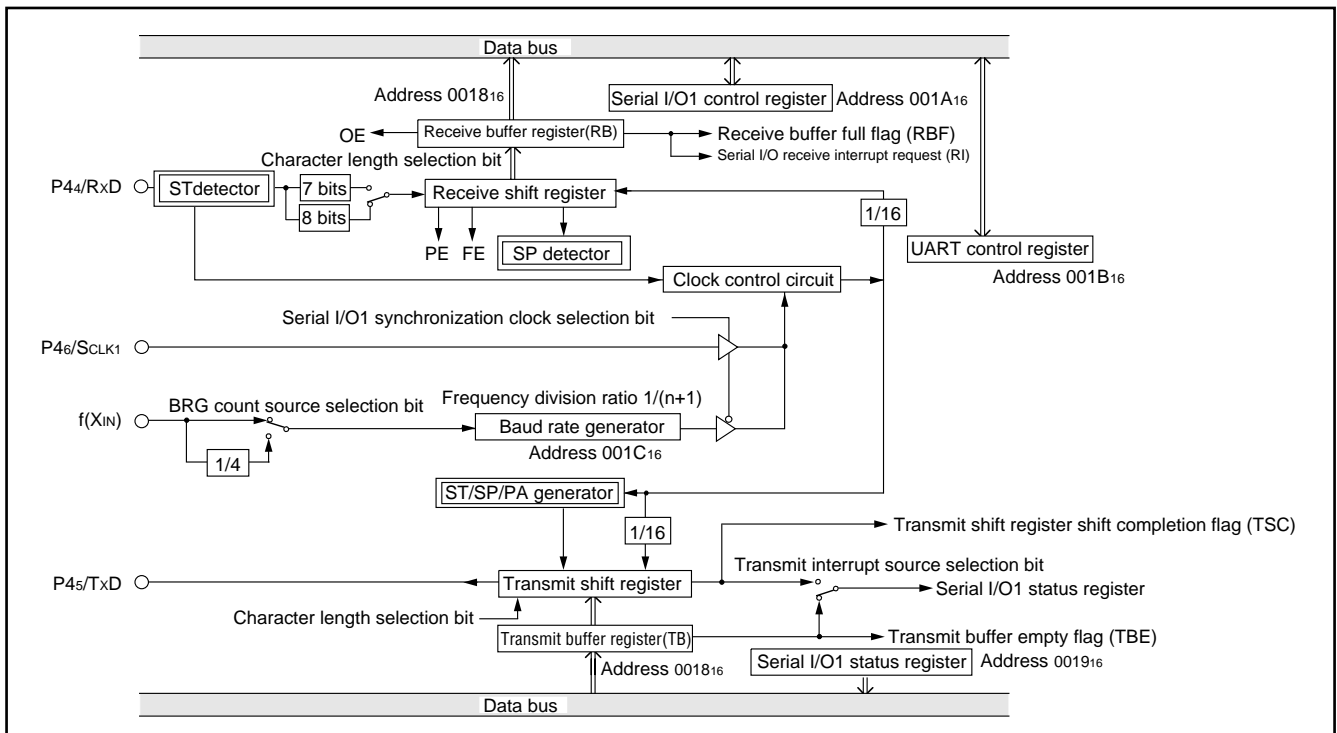 Data bus
Address 001816
Serial I/O1 control register Address 001A16
OE Receive buffer register(RB) Receive buffer full flag (RBF)
Character length selection bit Serial I/O receive interrupt request (RI)
P44/RXD STdetector 7 bits Receive shift register
8 bits 1/16
PE FE SP detector UART control register
Clock control circuit Address 001B16
Serial I/O1 synchronization clock selection bit
P46/SCLK1
BRG count source selection bit Frequency division ratio 1/(n+1)
f(XIN) Baud rate generator
1/4 Address 001C16
ST/SP/PA generator
1/16 Transmit shift register shift completion flag (TSC)
Transmit interrupt source selection bit
P45/TXD Transmit shift register Serial I/O1 status register
Character length selection bit
Transmit buffer register(TB) Transmit buffer empty flag (TBE)
Address 001816 Serial I/O1 status register Address 001916
Data bus